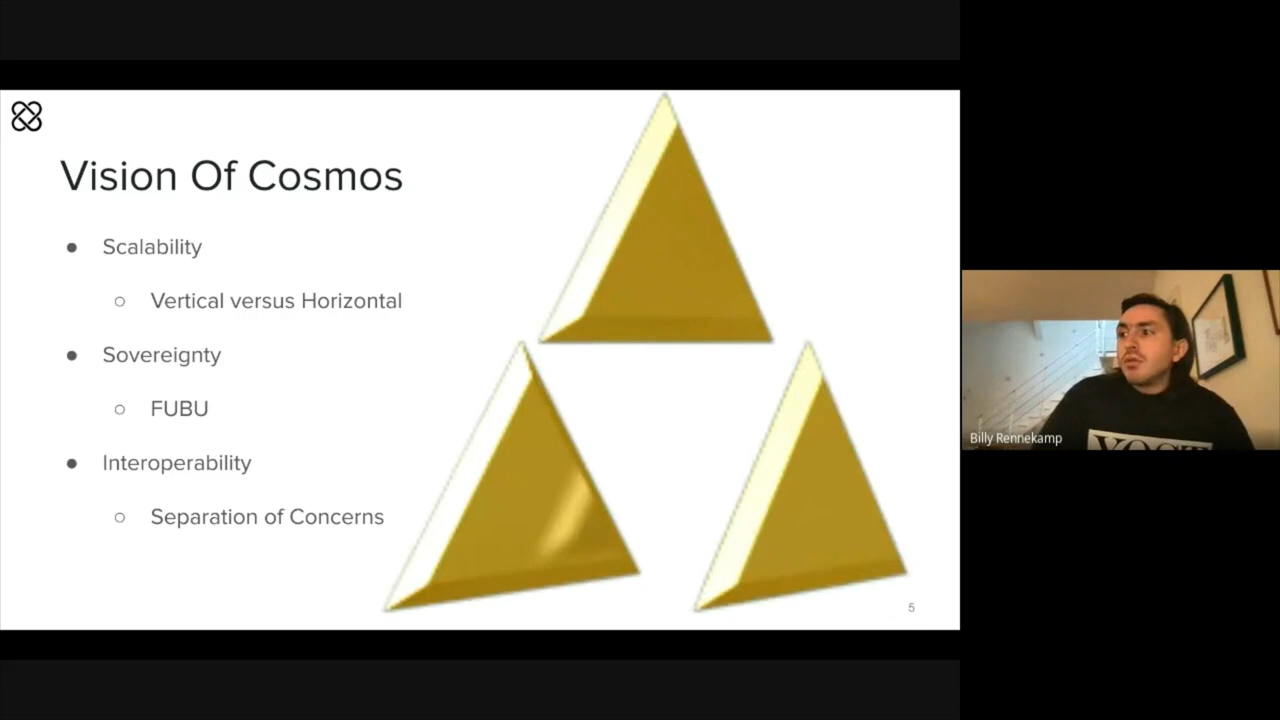 Vision Of Cosmos
Scalability
Vertical versus Horizontal
Sovereignty
FUBU
Interoperability
Separation of Concerns
5
Billy Rennekamp